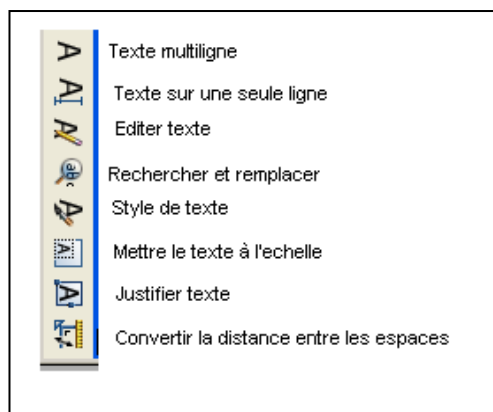 Texte multiligne
Texte sur une seule ligne
Editer texte
Rechercher et remplacer
Style de texte
Mettre le texte à l'echelle
Justifier texte
Convertir la distance entre les espaces